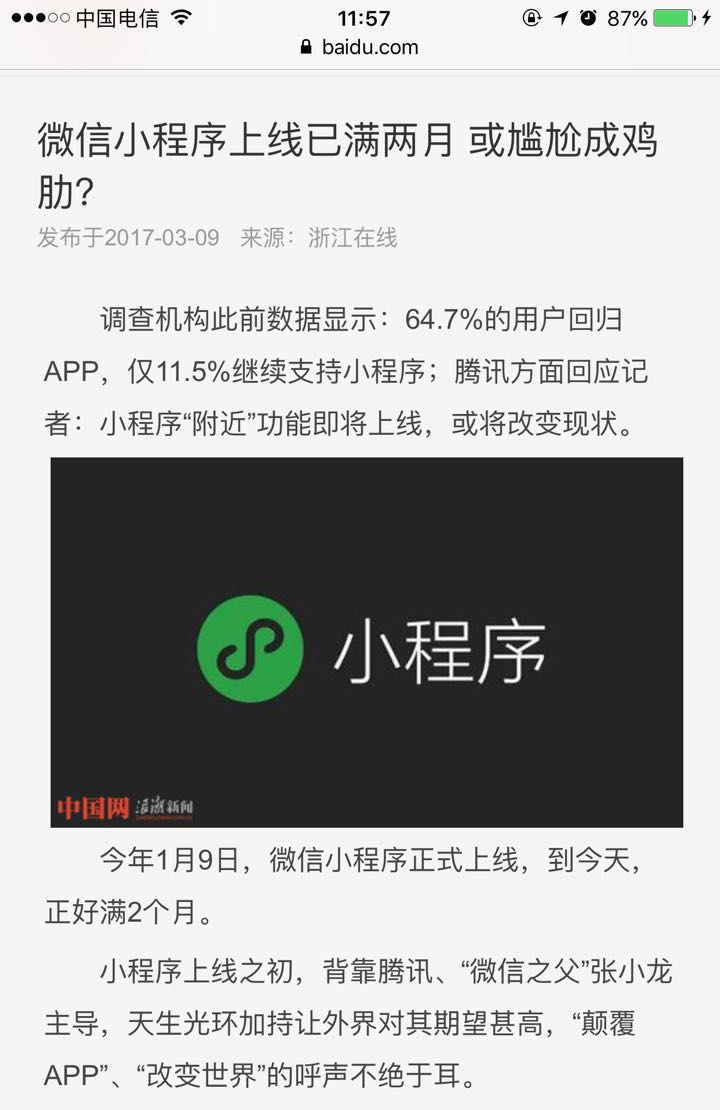 中国电信 11:57 87%
baidu.com
微信小程序上线已满两月 或尴尬成鸡
肋?
发布于2017-03-09 来源：浙江在线
调查机构此前数据显示：64.7%的用户回归
APP，仅11.5%继续支持小程序；腾讯方面回应记
者：小程序“附近”功能即将上线，或将改变现状。
小程序
中国网 浪潮新闻
今年1月9日，微信小程序正式上线，到今天，
正好满2个月。
小程序上线之初，背靠腾讯、“微信之父”张小龙
主导，天生光环加持让外界对其期望甚高，“颠覆
APP”、“改变世界”的呼声不绝于耳。